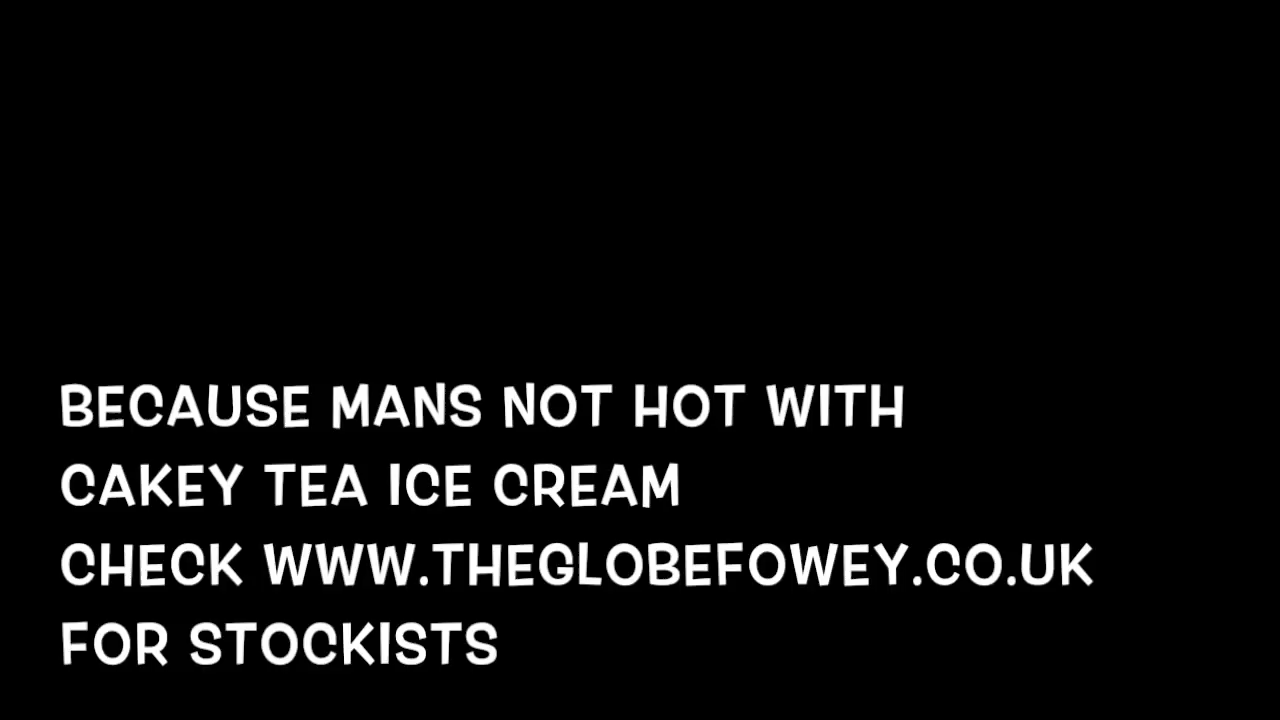 BECAUSE MANS NOT HOT WITH
CAKEY TEA ICE CREAM
CHECK WWW.THEGLOBEFOWEY.CO.UK
FOR STOCKISTS